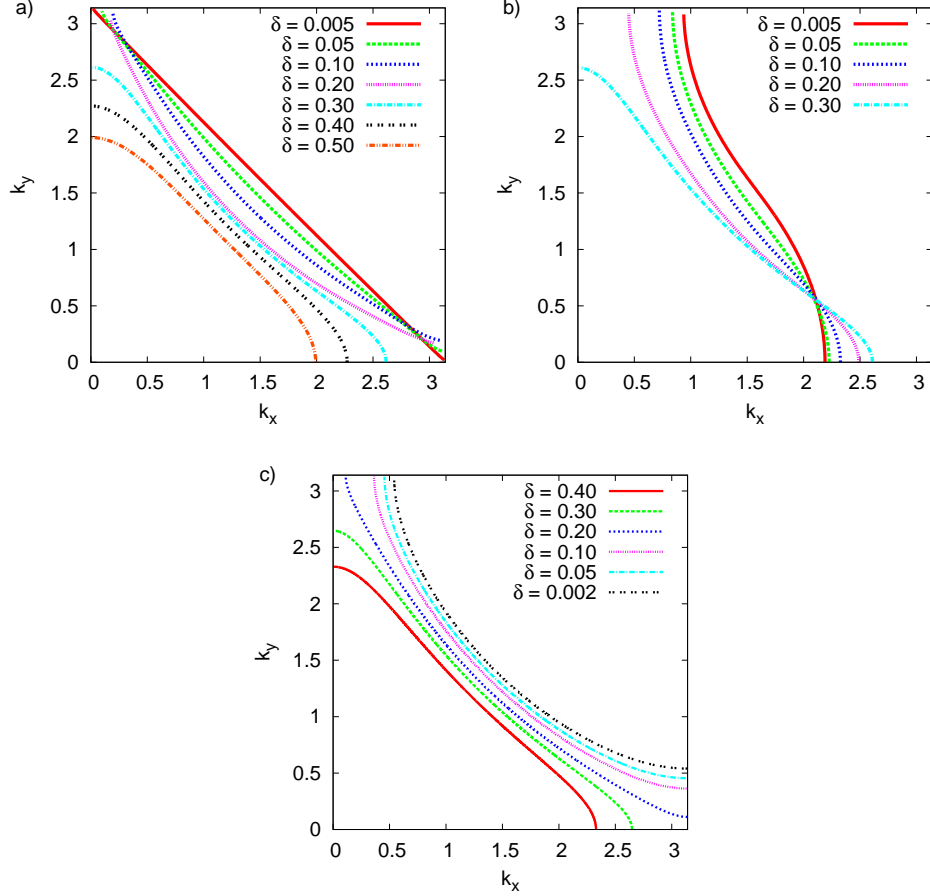 a)
δ = 0.005
δ = 0.05
δ = 0.10
δ = 0.20
δ = 0.30
δ = 0.40
δ = 0.50
3
2.5
2
1.5
1
0.5
0
k_y
0 0.5 1 1.5 2 2.5 3
k_x
b)
δ = 0.005
δ = 0.05
δ = 0.10
δ = 0.20
δ = 0.30
3
2.5
2
1.5
1
0.5
0
k_y
0 0.5 1 1.5 2 2.5 3
k_x
c)
δ = 0.40
δ = 0.30
δ = 0.20
δ = 0.10
δ = 0.05
δ = 0.002
3
2.5
2
1.5
1
0.5
0
k_y
0 0.5 1 1.5 2 2.5 3
k_x